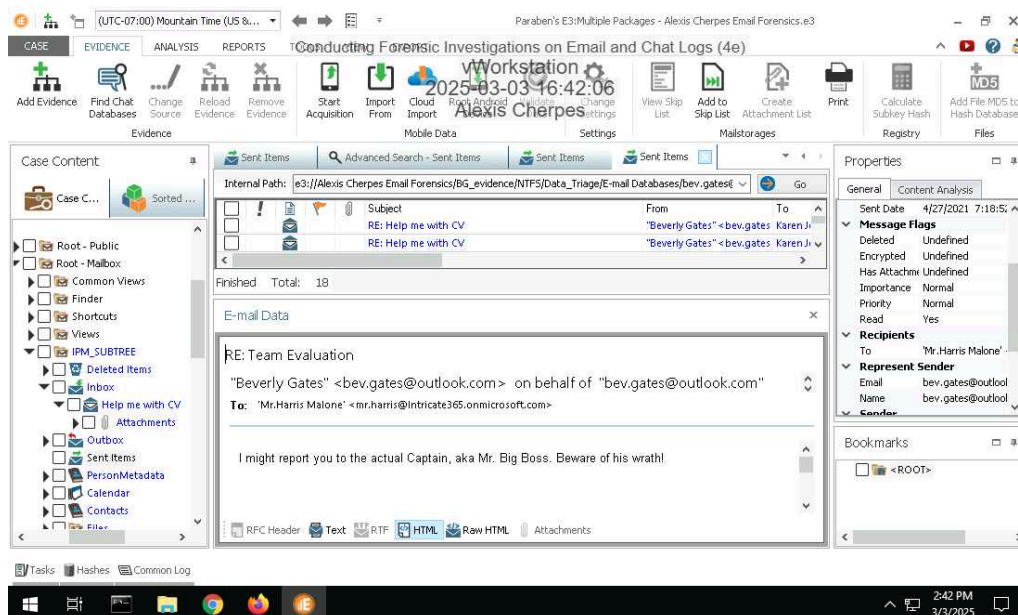 (UTC-07:00) Mountain Time (US &...
Paraben's E3:Multiple Packages - Alexis Cherpes Email Forensics.e3
CASE EVIDENCE ANALYSIS REPORTS
Conducting Forensic Investigations on Email and Chat Logs (4e)
vWorkstation
2025-03-03 16:42:06
Alexis Cherpes
Add Evidence
Find Chat Databases
Change Source
Reload Evidence
Remove Evidence
Start Acquisition
Import From
Cloud Import
Root Android
Change Settings
View Skip List
Add to Skip List
Create Attachment List
Print
Calculate Subkey Hash
MD5
Add File MD5 to Hash Database
Evidence Mobile Data Settings Mailstorages Registry Files
Case Content
Case C... Sorted ...
Root - Public
Root - Mailbox
Common Views
Finder
Shortcuts
Views
IPM_SUBTREE
Deleted Items
Inbox
Help me with CV
Attachments
Outbox
Sent Items
PersonMetadata
Calendar
Contacts
Files
Sent Items Advanced Search - Sent Items Sent Items Sent Items
Internal Path: e3://Alexis Cherpes Email Forensics/BG_evidence/NTFS/Data_Triage/E-mail Databases/bev.gates@ Go
! Subject From To
RE: Help me with CV "Beverly Gates" <bev.gates Karen J
RE: Help me with CV "Beverly Gates" <bev.gates Karen J
Finished Total: 18
E-mail Data
RE: Team Evaluation
"Beverly Gates" <bev.gates@outlook.com> on behalf of "bev.gates@outlook.com"
To: 'Mr.Harris Malone' <mr.harris@Intricate365.onmicrosoft.com>
I might report you to the actual Captain, aka Mr. Big Boss. Beware of his wrath!
RFC Header Text RTF HTML Raw HTML Attachments
Properties
General Content Analysis
Sent Date 4/27/2021 7:18:52
Message Flags
Deleted Undefined
Encrypted Undefined
Has Attachme Undefined
Importance Normal
Priority Normal
Read Yes
Recipients
To 'Mr.Harris Malone'
Represent Sender
Email bev.gates@outlool
Name bev.gates@outlool
Sender
Bookmarks
<ROOT>
Tasks Hashes Common Log
2:42 PM
3/3/2025